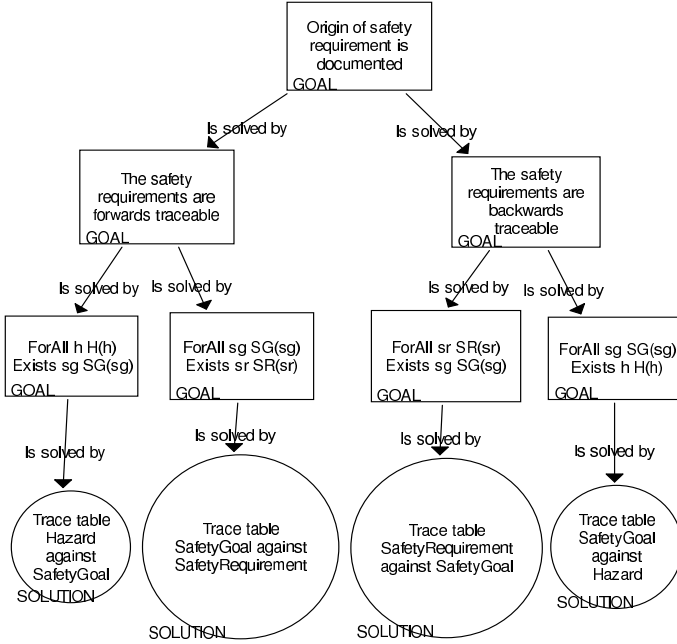 Origin of safety
requirement is
documented
GOAL
Is solved by
Is solved by
The safety
requirements are
forwards traceable
GOAL
The safety
requirements are
backwards
traceable
GOAL
Is solved by
Is solved by
Is solved by
Is solved by
ForAll h H(h)
Exists sg SG(sg)
GOAL
ForAll sg SG(sg)
Exists sr SR(sr)
GOAL
ForAll sr SR(sr)
Exists sg SG(sg)
GOAL
ForAll sg SG(sg)
Exists h H(h)
GOAL
Is solved by
Is solved by
Is solved by
Is solved by
Trace table
Hazard
against
SafetyGoal
SOLUTION
Trace table
SafetyGoal against
SafetyRequirement
SOLUTION
Trace table
SafetyRequirement
against SafetyGoal
SOLUTION
Trace table
SafetyGoal
against
Hazard
SOLUTION